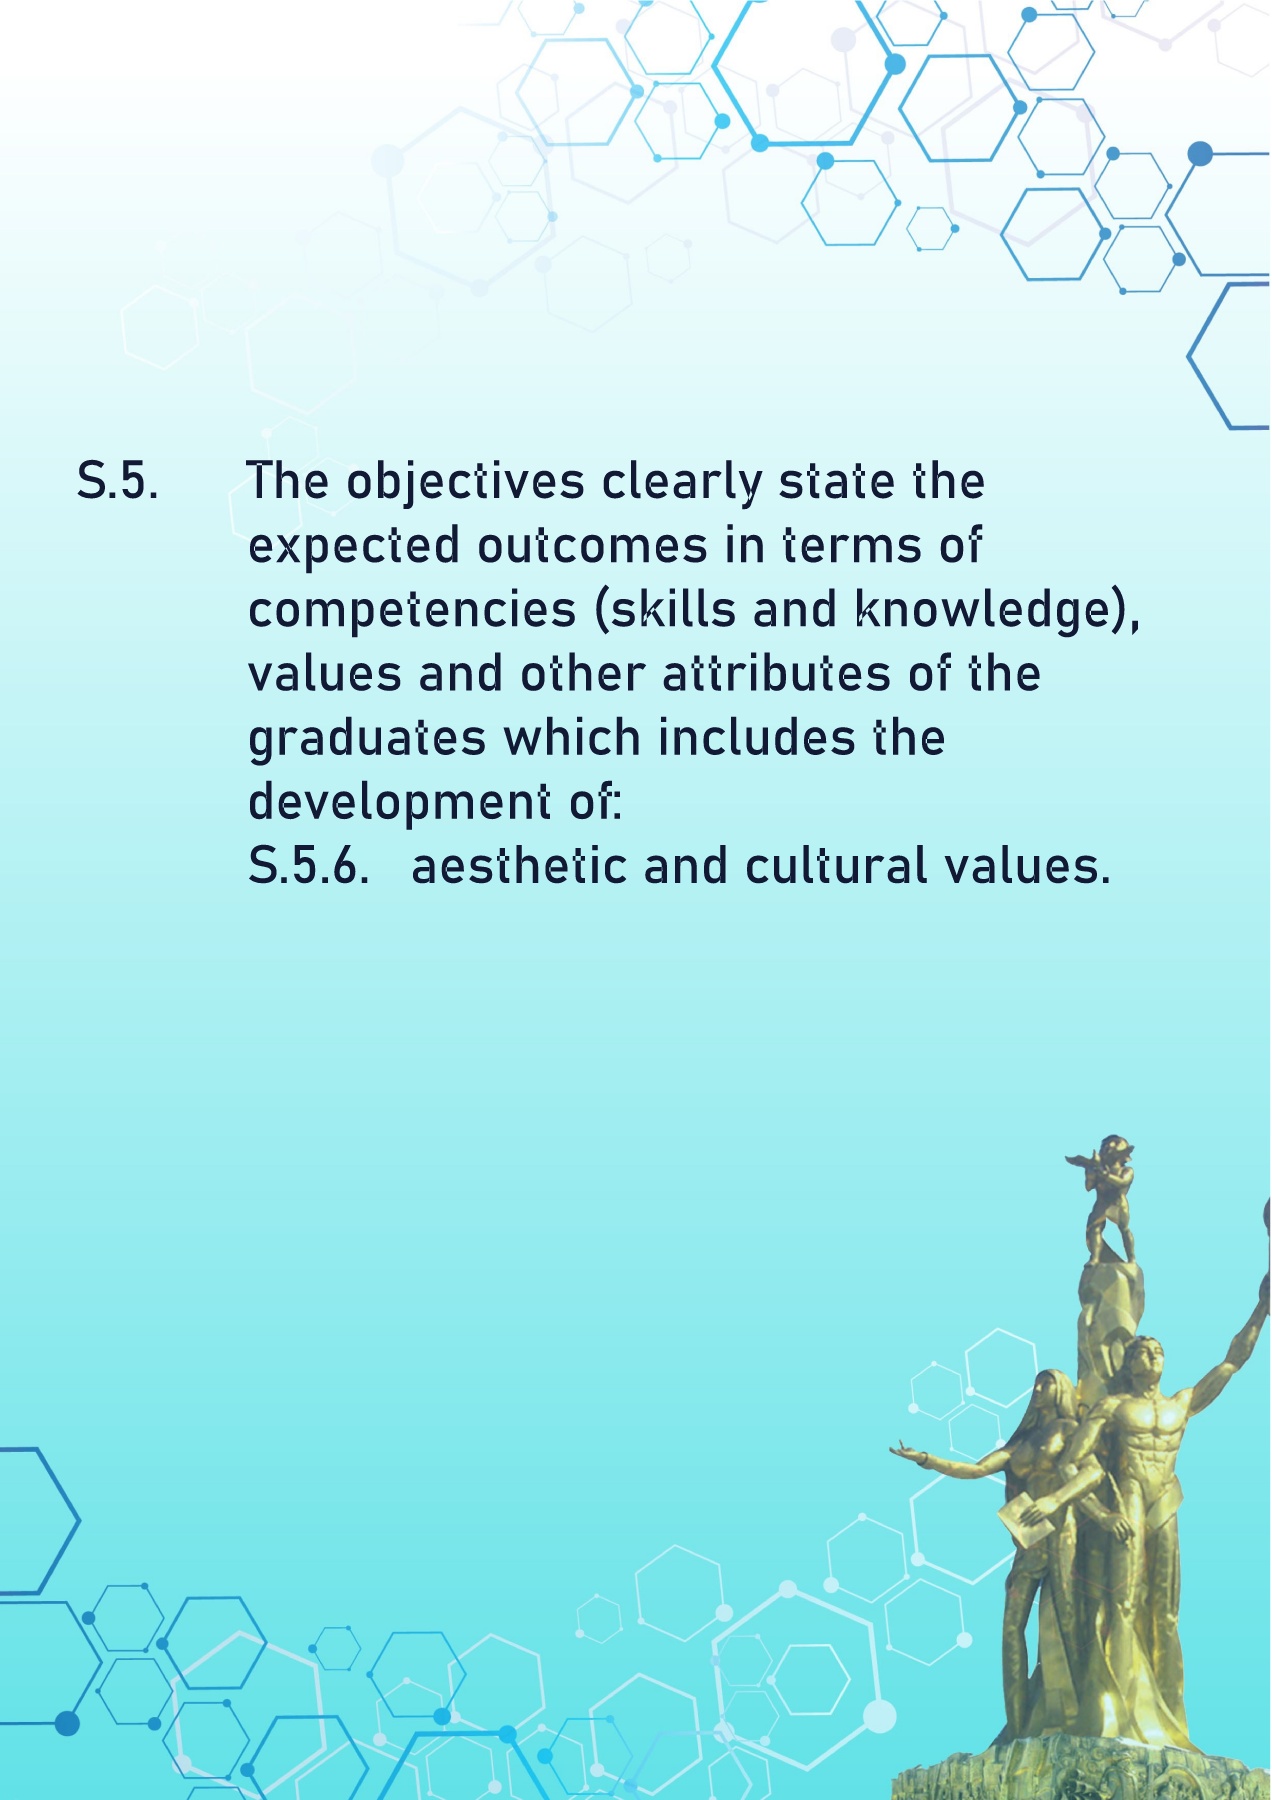 S.5. The objectives clearly state the
expected outcomes in terms of
competencies (skills and knowledge),
values and other attributes of the
graduates which includes the
development of:
S.5.6. aesthetic and cultural values.